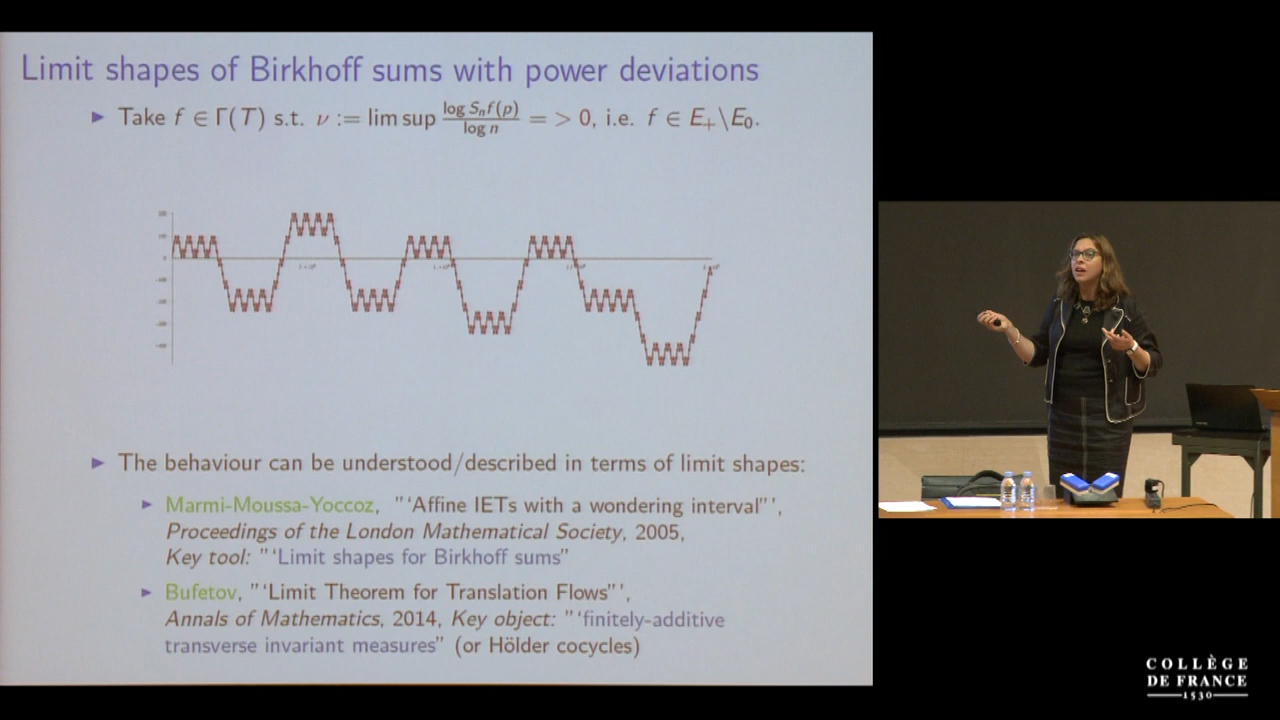 Limit shapes of Birkhoff sums with power deviations
Take f ∈ Γ(T) s.t. ν := lim sup log Sₙf(p) / log n = > 0, i.e. f ∈ E₊\E₀.
The behaviour can be understood/described in terms of limit shapes:
Marmi-Moussa-Yoccoz, "'Affine IETs with a wondering interval"',
Proceedings of the London Mathematical Society, 2005,
Key tool: "'Limit shapes for Birkhoff sums"
Bufetov, "'Limit Theorem for Translation Flows"',
Annals of Mathematics, 2014, Key object: "'finitely-additive
transverse invariant measures" (or Hölder cocycles)
COLLÈGE
DE FRANCE
1530